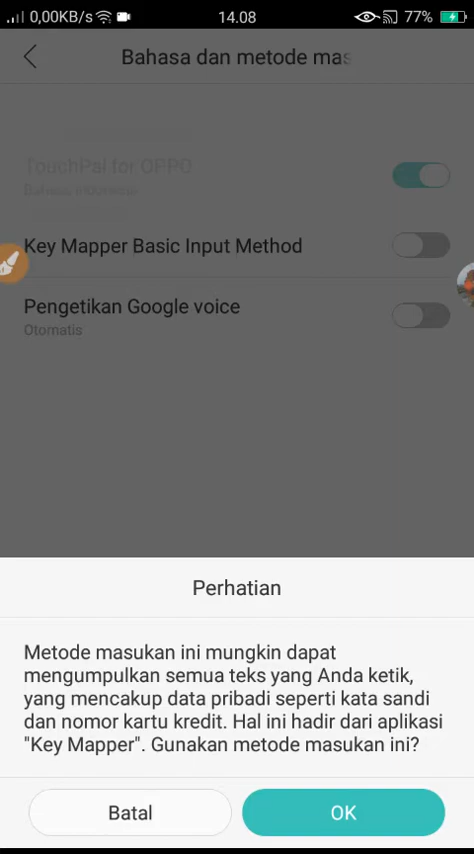 0,00KB/s
14.08
77%
Bahasa dan metode mas
TouchPal for OPPO
Bahasa Indonesia
Key Mapper Basic Input Method
Pengetikan Google voice
Otomatis
Perhatian
Metode masukan ini mungkin dapat
mengumpulkan semua teks yang Anda ketik,
yang mencakup data pribadi seperti kata sandi
dan nomor kartu kredit. Hal ini hadir dari aplikasi
"Key Mapper". Gunakan metode masukan ini?
Batal
OK